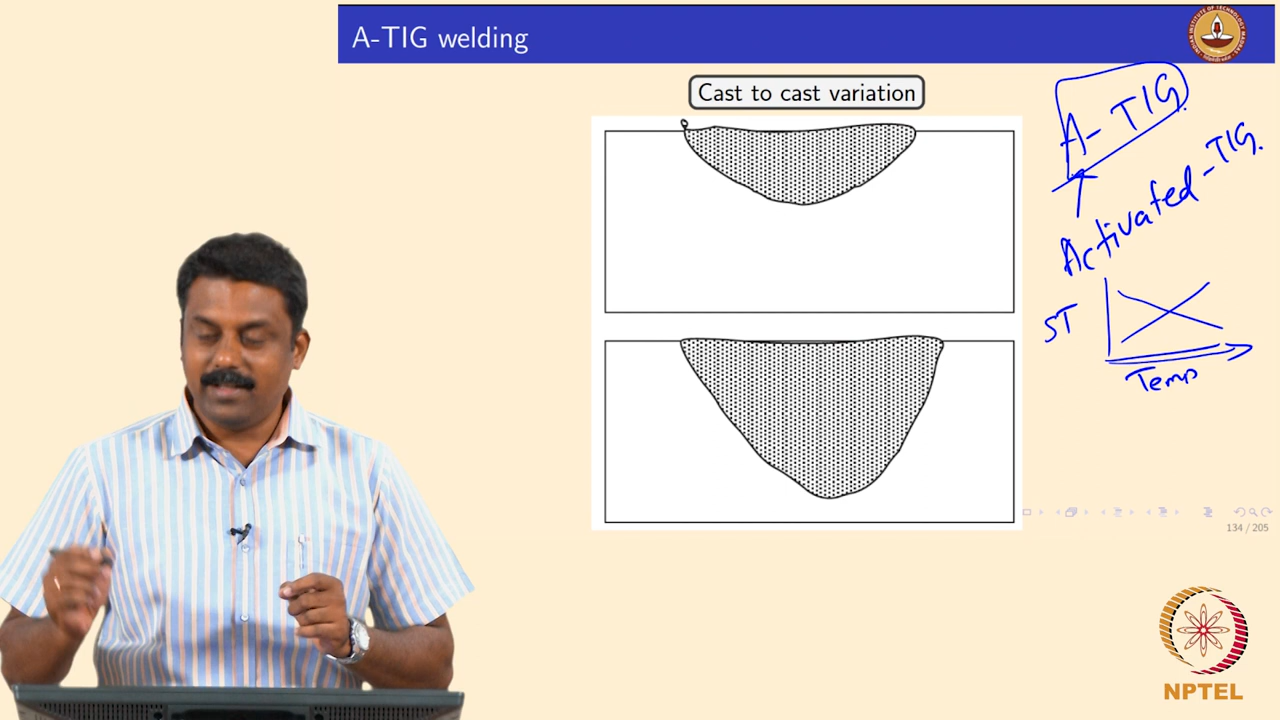 A-TIG welding
Cast to cast variation
A-TIG.
Activated-TIG.
ST
Temp
134 / 205
NPTEL